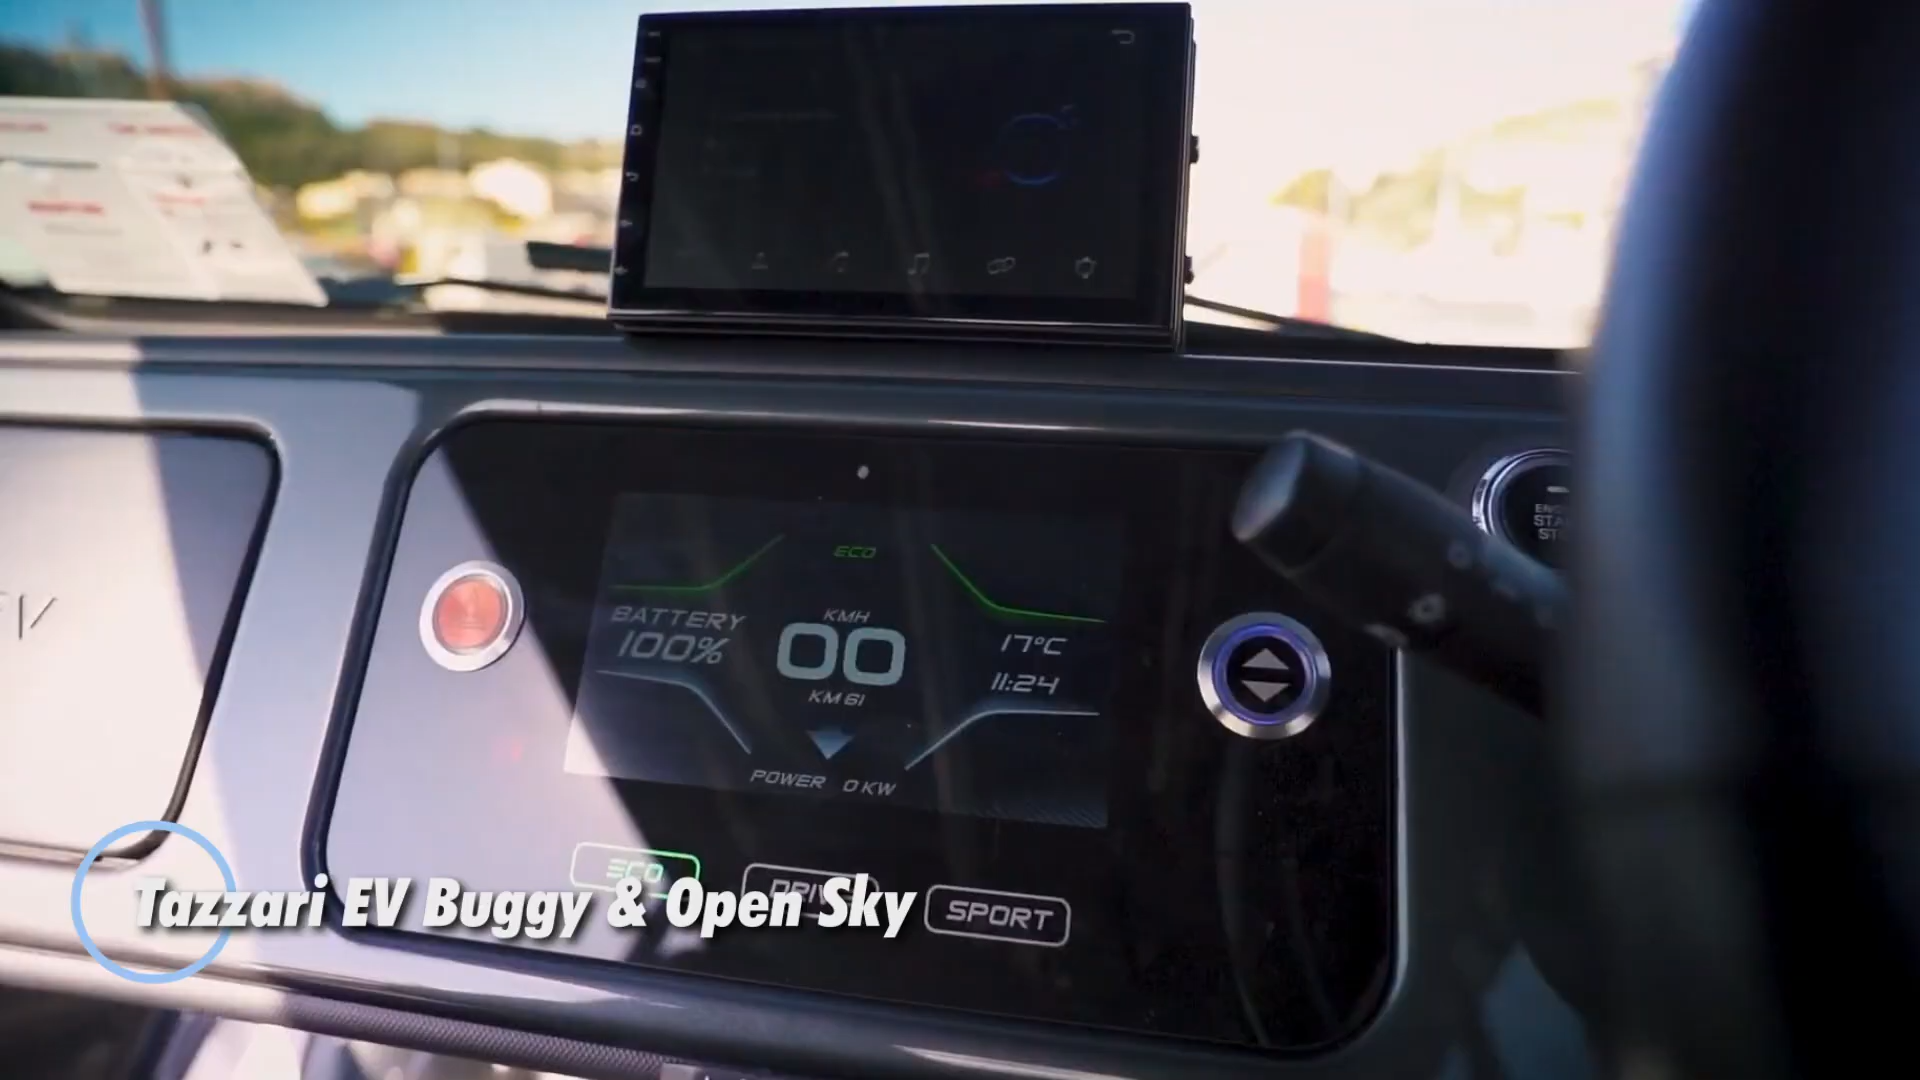 ECO
BATTERY
100%
KMH
00
KM 61
17°C
11:24
POWER 0 KW
ECO
DRIVE
SPORT
EV
Tazzari EV Buggy & Open Sky